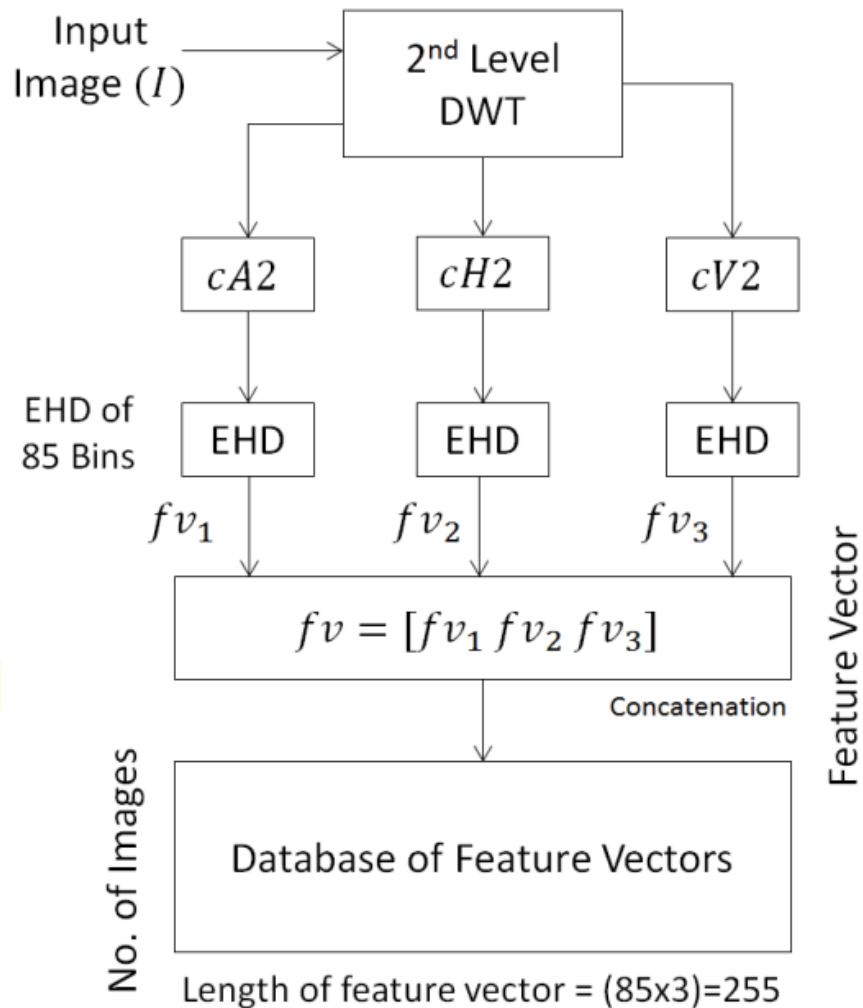 Input
Image (I)
2nd Level
DWT
cA2
cH2
cV2
EHD of
85 Bins
EHD
EHD
EHD
fv₁
fv₂
fv₃
fv = [fv₁ fv₂ fv₃]
Concatenation
Feature Vector
No. of Images
Database of Feature Vectors
Length of feature vector = (85x3)=255